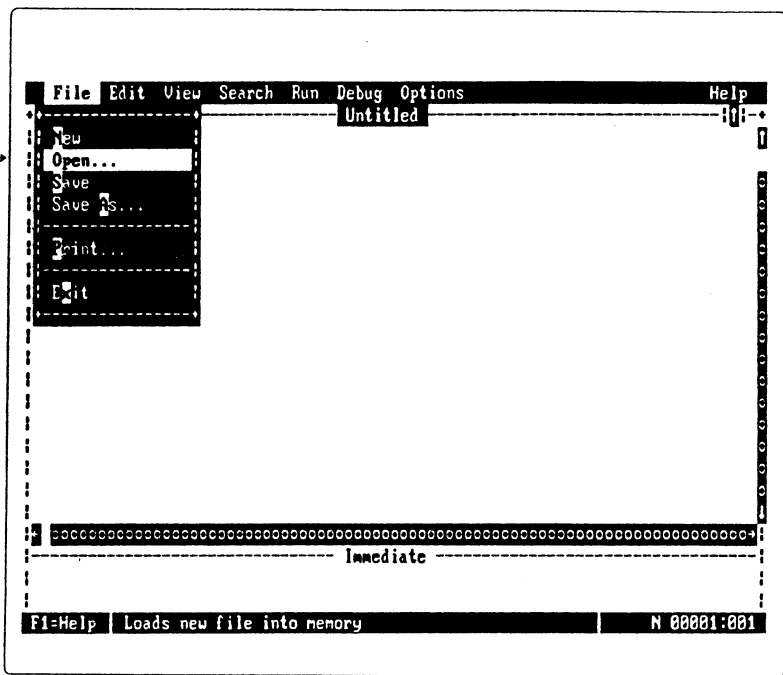 File Edit View Search Run Debug Options Help
Untitled
New
Open...
Save
Save As...
Print...
Exit
Immediate
F1=Help Loads new file into memory N 00001:001